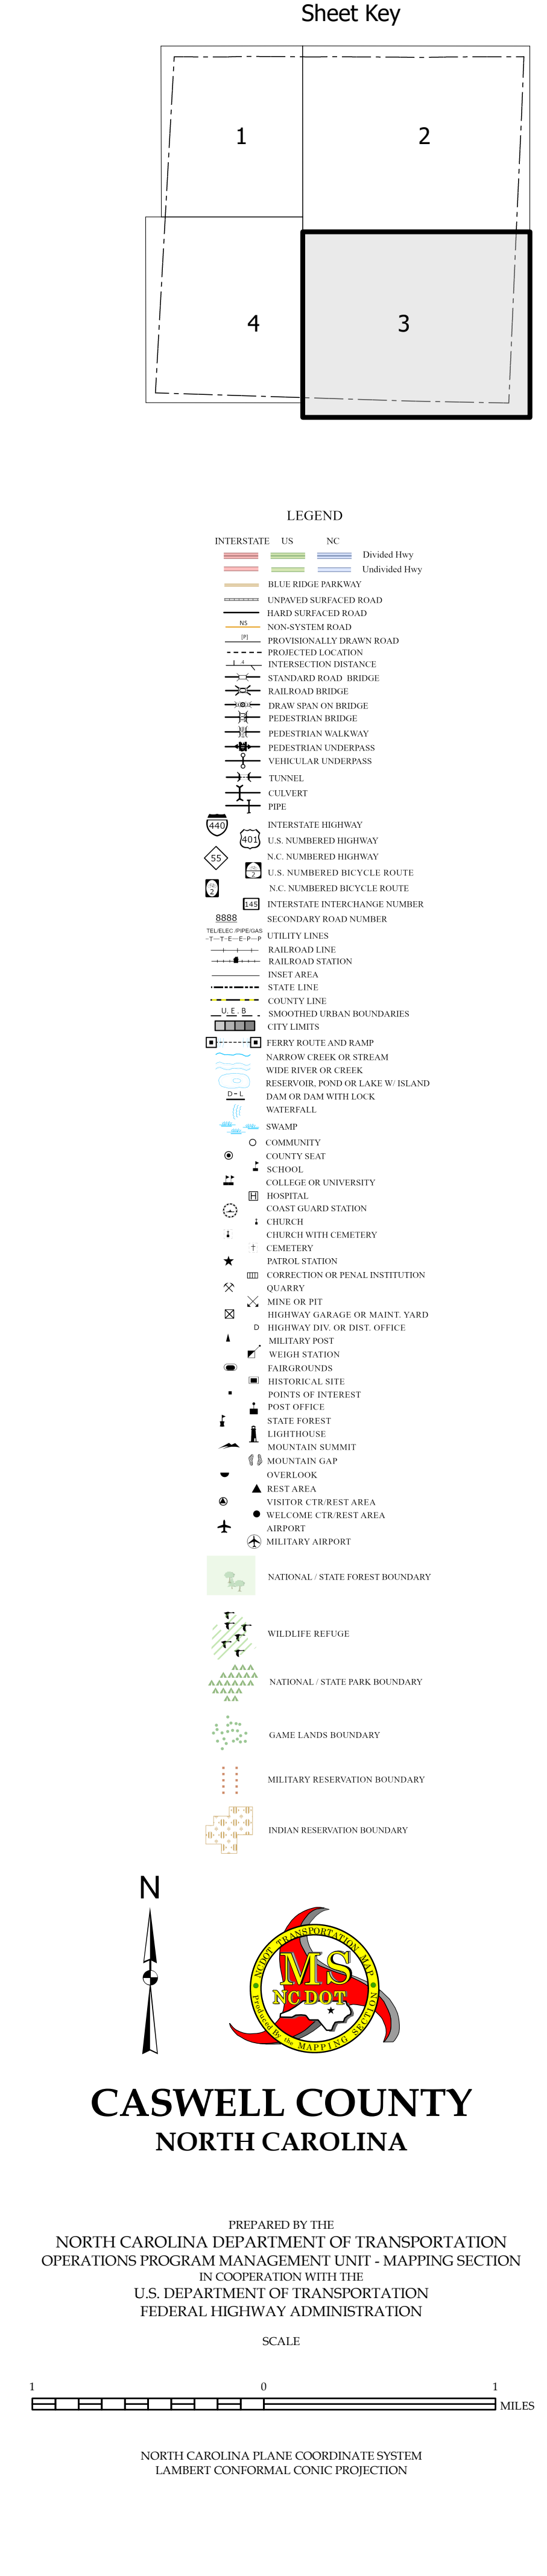 Sheet Key
1
2
4
3
LEGEND
INTERSTATE US NC
Divided Hwy
Undivided Hwy
BLUE RIDGE PARKWAY
UNPAVED SURFACED ROAD
HARD SURFACED ROAD
NS NON-SYSTEM ROAD
[P] PROVISIONALLY DRAWN ROAD
PROJECTED LOCATION
.4 INTERSECTION DISTANCE
STANDARD ROAD BRIDGE
RAILROAD BRIDGE
DRAW SPAN ON BRIDGE
PEDESTRIAN BRIDGE
PEDESTRIAN WALKWAY
PEDESTRIAN UNDERPASS
VEHICULAR UNDERPASS
TUNNEL
CULVERT
PIPE
440 INTERSTATE HIGHWAY
401 U.S. NUMBERED HIGHWAY
55 N.C. NUMBERED HIGHWAY
2 U.S. NUMBERED BICYCLE ROUTE
2 N.C. NUMBERED BICYCLE ROUTE
145 INTERSTATE INTERCHANGE NUMBER
8888 SECONDARY ROAD NUMBER
TEL/ELEC./PIPE/GAS
-T--T-E--E-P--P UTILITY LINES
RAILROAD LINE
RAILROAD STATION
INSET AREA
STATE LINE
COUNTY LINE
U. E . B SMOOTHED URBAN BOUNDARIES
CITY LIMITS
FERRY ROUTE AND RAMP
NARROW CREEK OR STREAM
WIDE RIVER OR CREEK
RESERVOIR, POND OR LAKE W/ ISLAND
D-L DAM OR DAM WITH LOCK
WATERFALL
SWAMP
COMMUNITY
COUNTY SEAT
SCHOOL
COLLEGE OR UNIVERSITY
H HOSPITAL
COAST GUARD STATION
CHURCH
CHURCH WITH CEMETERY
CEMETERY
PATROL STATION
CORRECTION OR PENAL INSTITUTION
QUARRY
MINE OR PIT
HIGHWAY GARAGE OR MAINT. YARD
D HIGHWAY DIV. OR DIST. OFFICE
MILITARY POST
WEIGH STATION
FAIRGROUNDS
HISTORICAL SITE
POINTS OF INTEREST
POST OFFICE
STATE FOREST
LIGHTHOUSE
MOUNTAIN SUMMIT
MOUNTAIN GAP
OVERLOOK
REST AREA
VISITOR CTR/REST AREA
WELCOME CTR/REST AREA
AIRPORT
MILITARY AIRPORT
NATIONAL / STATE FOREST BOUNDARY
WILDLIFE REFUGE
NATIONAL / STATE PARK BOUNDARY
GAME LANDS BOUNDARY
MILITARY RESERVATION BOUNDARY
INDIAN RESERVATION BOUNDARY
N
NCDOT TRANSPORTATION MAP
MS
NCDOT
Produced By the MAPPING SECTION
CASWELL COUNTY
NORTH CAROLINA
PREPARED BY THE
NORTH CAROLINA DEPARTMENT OF TRANSPORTATION
OPERATIONS PROGRAM MANAGEMENT UNIT - MAPPING SECTION
IN COOPERATION WITH THE
U.S. DEPARTMENT OF TRANSPORTATION
FEDERAL HIGHWAY ADMINISTRATION
SCALE
1 0 1
MILES
NORTH CAROLINA PLANE COORDINATE SYSTEM
LAMBERT CONFORMAL CONIC PROJECTION